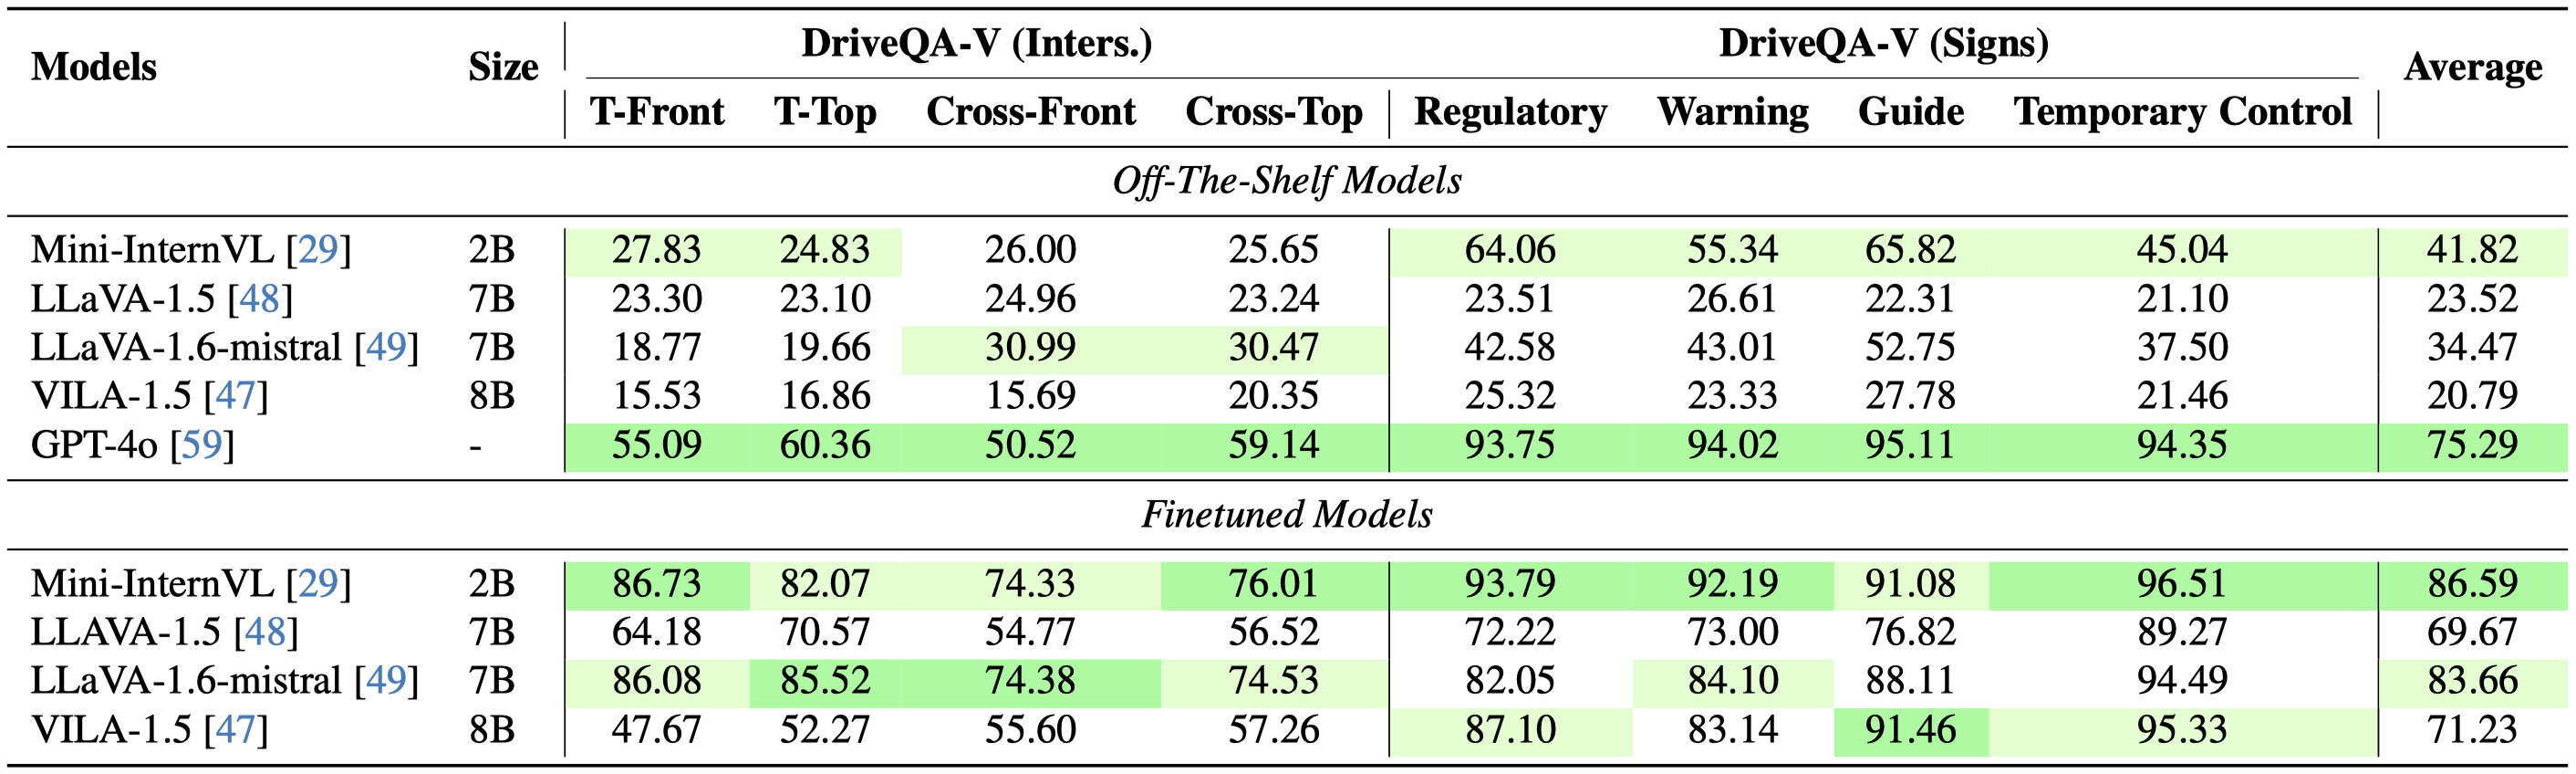 Models Size DriveQA-V (Inters.) DriveQA-V (Signs) Average
T-Front T-Top Cross-Front Cross-Top Regulatory Warning Guide Temporary Control
Off-The-Shelf Models
Mini-InternVL [29] 2B 27.83 24.83 26.00 25.65 64.06 55.34 65.82 45.04 41.82
LLaVA-1.5 [48] 7B 23.30 23.10 24.96 23.24 23.51 26.61 22.31 21.10 23.52
LLaVA-1.6-mistral [49] 7B 18.77 19.66 30.99 30.47 42.58 43.01 52.75 37.50 34.47
VILA-1.5 [47] 8B 15.53 16.86 15.69 20.35 25.32 23.33 27.78 21.46 20.79
GPT-4o [59] - 55.09 60.36 50.52 59.14 93.75 94.02 95.11 94.35 75.29
Finetuned Models
Mini-InternVL [29] 2B 86.73 82.07 74.33 76.01 93.79 92.19 91.08 96.51 86.59
LLAVA-1.5 [48] 7B 64.18 70.57 54.77 56.52 72.22 73.00 76.82 89.27 69.67
LLaVA-1.6-mistral [49] 7B 86.08 85.52 74.38 74.53 82.05 84.10 88.11 94.49 83.66
VILA-1.5 [47] 8B 47.67 52.27 55.60 57.26 87.10 83.14 91.46 95.33 71.23